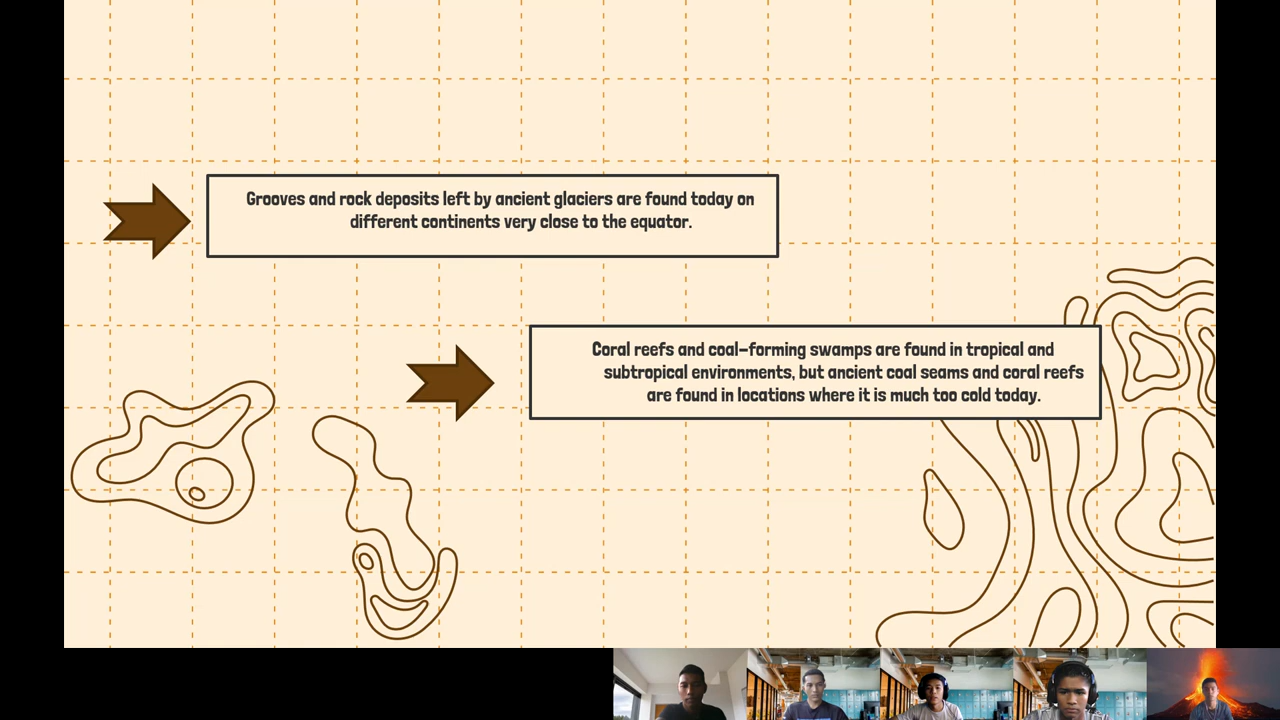 Grooves and rock deposits left by ancient glaciers are found today on
different continents very close to the equator.
Coral reefs and coal-forming swamps are found in tropical and
subtropical environments, but ancient coal seams and coral reefs
are found in locations where it is much too cold today.